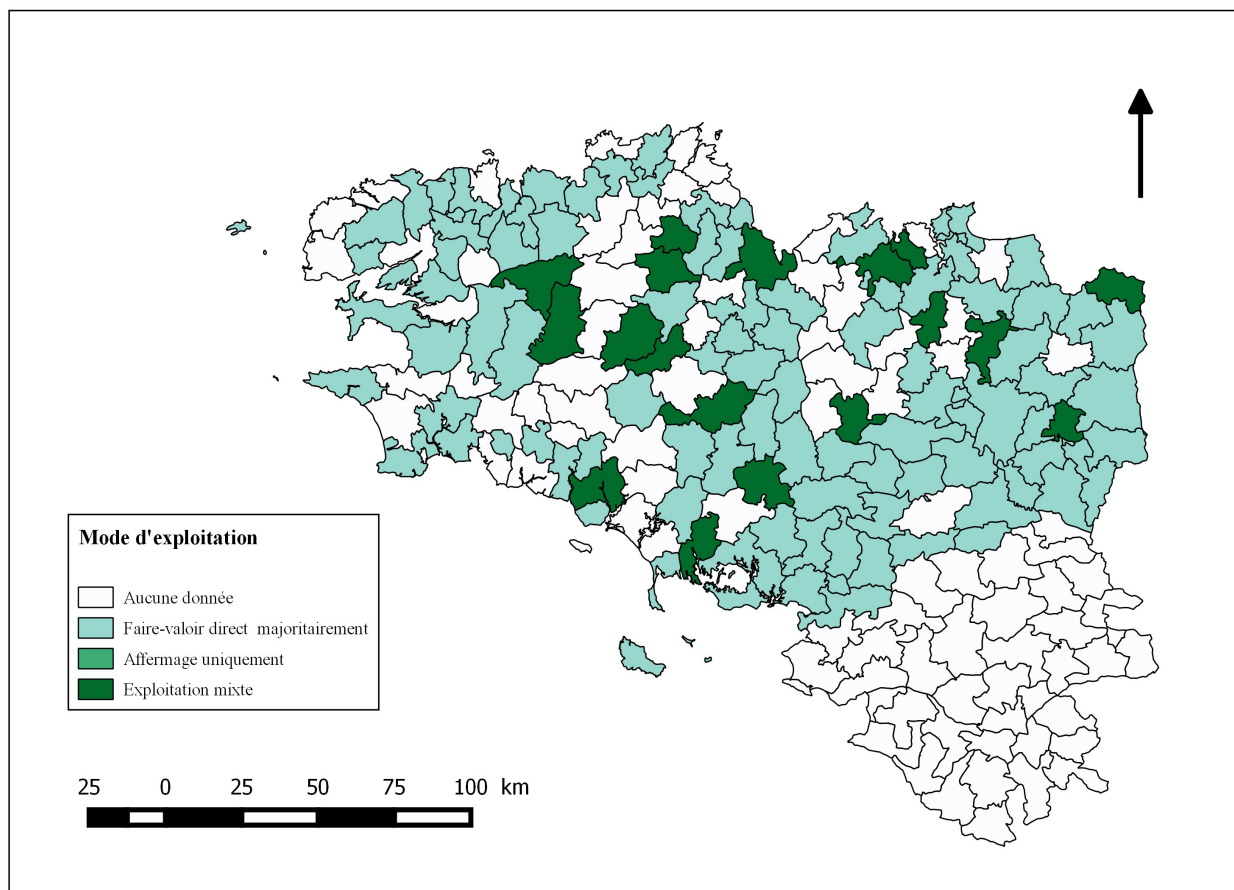 Mode d'exploitation
Aucune donnée
Faire-valoir direct majoritairement
Affermage uniquement
Exploitation mixte
25 0 25 50 75 100 km